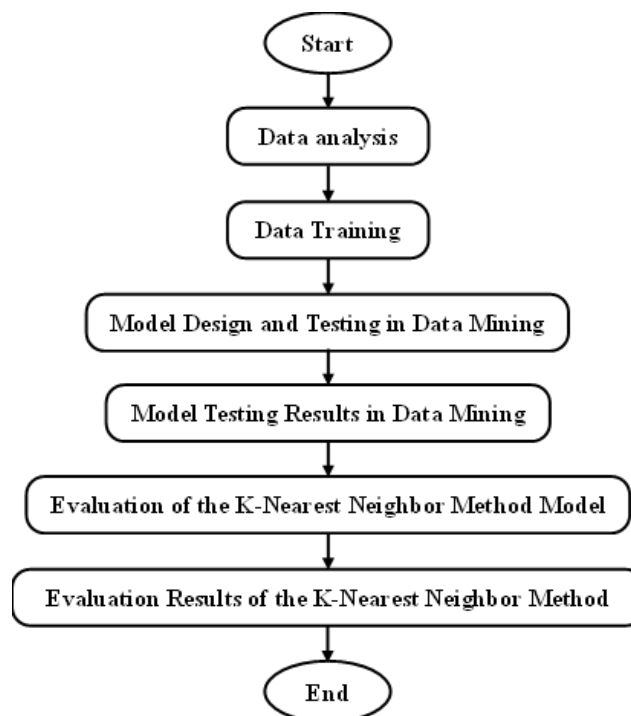 Start
Data analysis
Data Training
Model Design and Testing in Data Mining
Model Testing Results in Data Mining
Evaluation of the K-Nearest Neighbor Method Model
Evaluation Results of the K-Nearest Neighbor Method
End